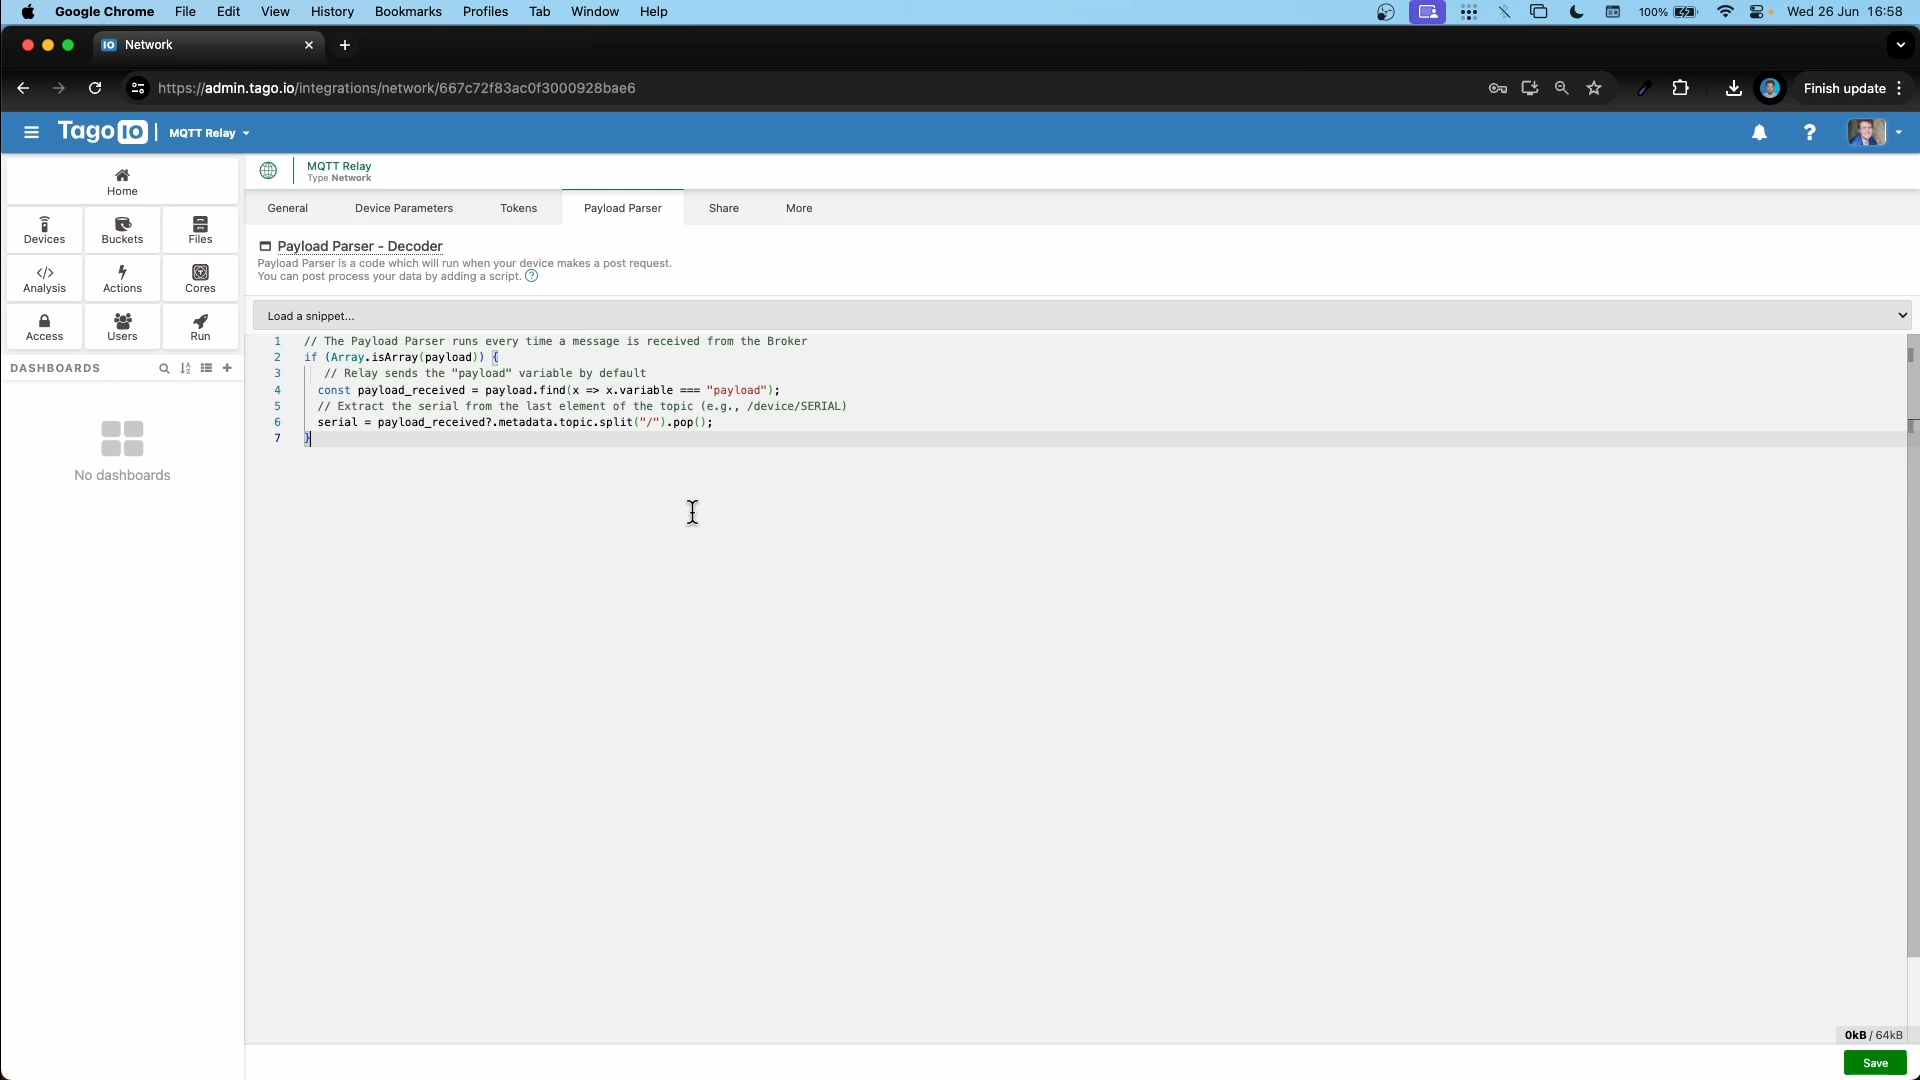 Google Chrome File Edit View History Bookmarks Profiles Tab Window Help 100% Wed 26 Jun 16:58
IO Network
https://admin.tago.io/integrations/network/667c72f83ac0f3000928bae6 Finish update
Tago IO | MQTT Relay ?
Home
Devices Buckets Files
Analysis Actions Cores
Access Users Run
DASHBOARDS
No dashboards
MQTT Relay
Type Network
General Device Parameters Tokens Payload Parser Share More
Payload Parser - Decoder
Payload Parser is a code which will run when your device makes a post request.
You can post process your data by adding a script. ?
Load a snippet...
1 // The Payload Parser runs every time a message is received from the Broker
2 if (Array.isArray(payload)) {
3 // Relay sends the "payload" variable by default
4 const payload_received = payload.find(x => x.variable === "payload");
5 // Extract the serial from the last element of the topic (e.g., /device/SERIAL)
6 serial = payload_received?.metadata.topic.split("/").pop();
7 }
0kB / 64kB
Save